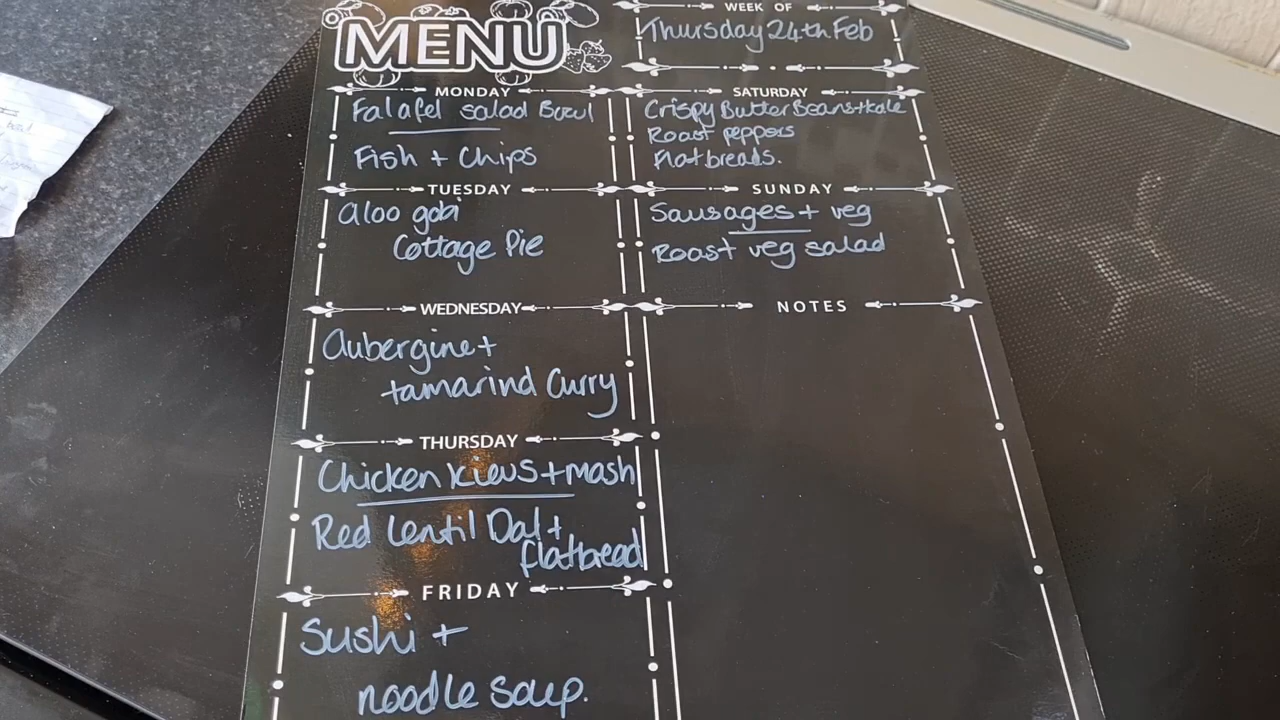 MENU
WEEK OF
Thursday 24th Feb
MONDAY
Falafel salad Bowl
Fish + Chips
TUESDAY
aloo gobi
Cottage Pie
WEDNESDAY
Aubergine +
tamarind Curry
THURSDAY
Chicken Kievs + mash
Red Lentil Dal +
flatbread
FRIDAY
Sushi +
noodle soup.
SATURDAY
Crispy Butter Beans + kale
Roast peppers
Flatbreads.
SUNDAY
Sausages + veg
Roast veg salad
NOTES